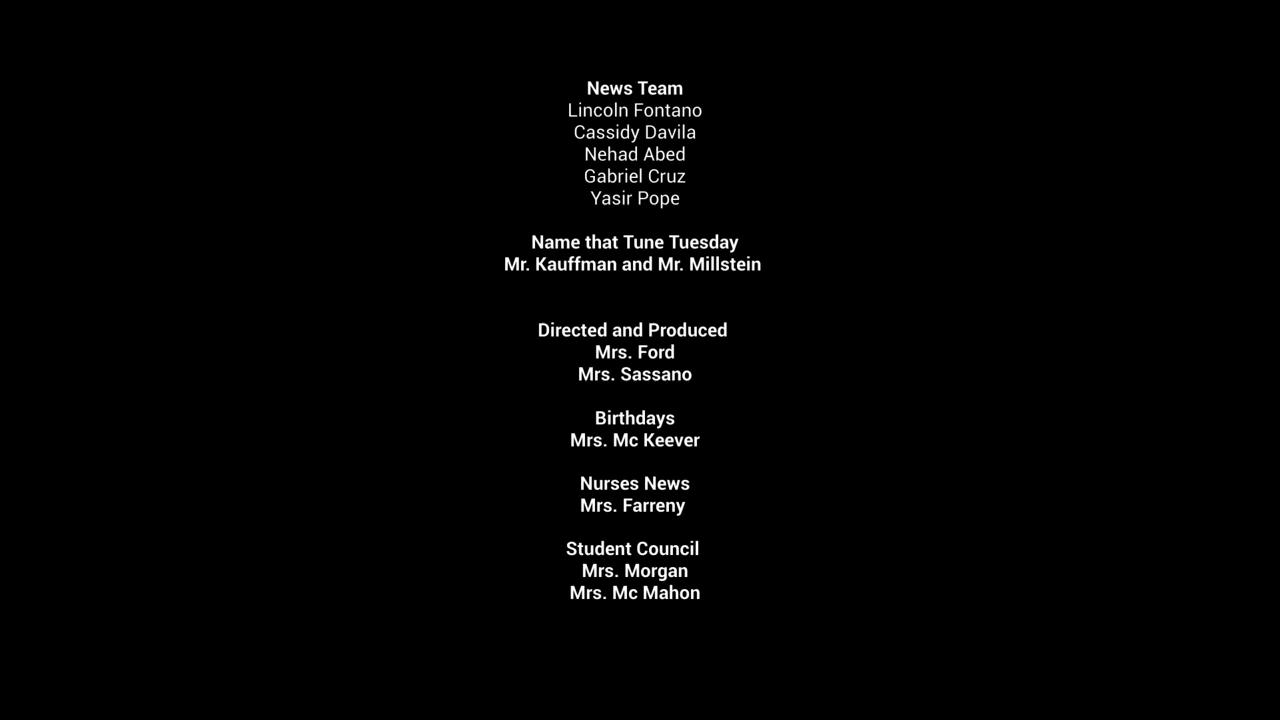 News Team
Lincoln Fontano
Cassidy Davila
Nehad Abed
Gabriel Cruz
Yasir Pope
Name that Tune Tuesday
Mr. Kauffman and Mr. Millstein
Directed and Produced
Mrs. Ford
Mrs. Sassano
Birthdays
Mrs. Mc Keever
Nurses News
Mrs. Farreny
Student Council
Mrs. Morgan
Mrs. Mc Mahon